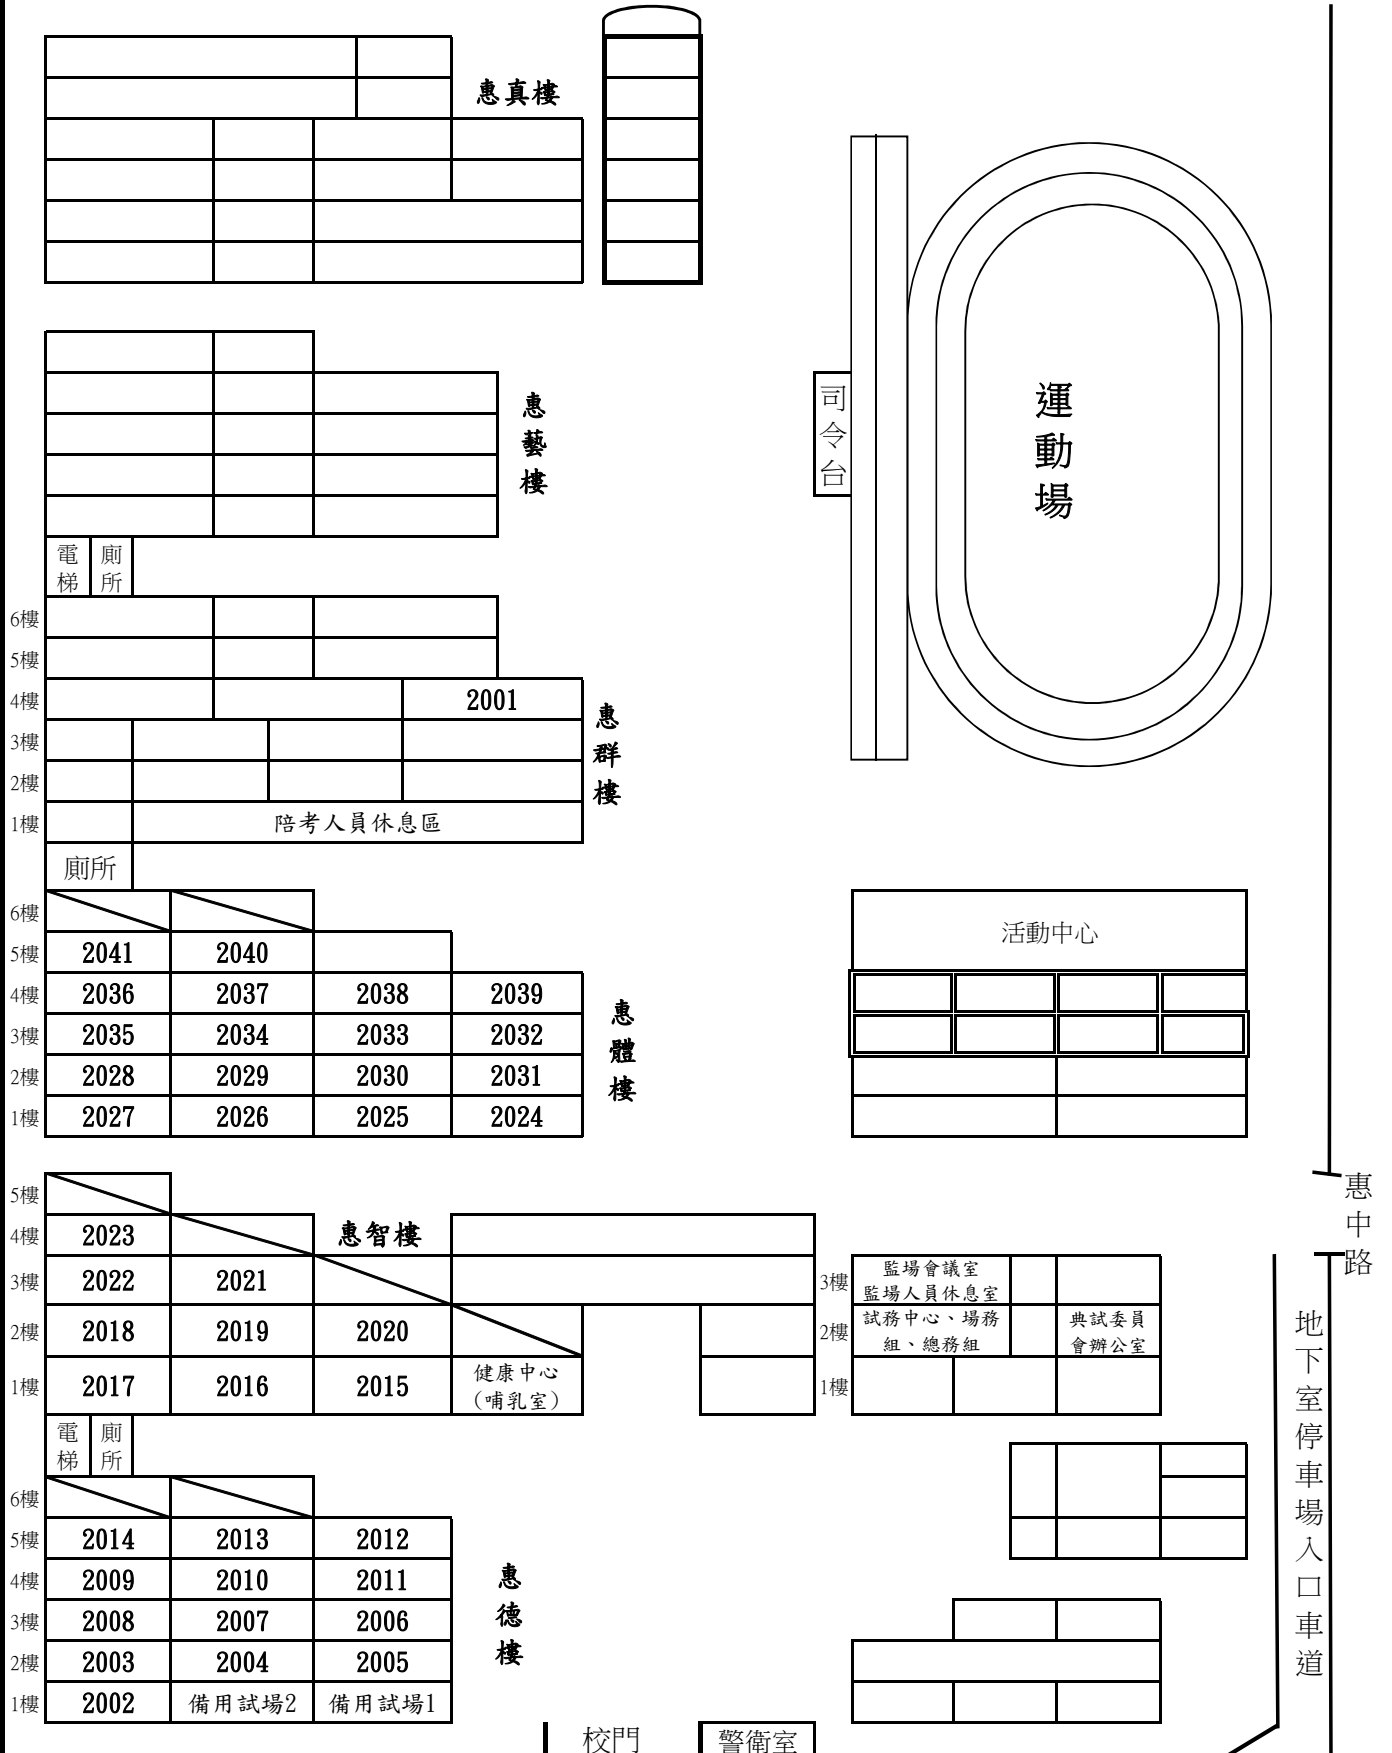 惠真樓
惠藝樓
司令台
運動場
電梯
廁所
6樓
5樓
4樓 2001
3樓
2樓
1樓 陪考人員休息區
惠群樓
廁所
6樓
5樓 2041 2040
4樓 2036 2037 2038 2039
3樓 2035 2034 2033 2032
2樓 2028 2029 2030 2031
1樓 2027 2026 2025 2024
惠體樓
活動中心
惠中路
5樓
4樓 2023
惠智樓
3樓 2022 2021
2樓 2018 2019 2020
1樓 2017 2016 2015
健康中心
(哺乳室)
3樓
監場會議室
監場人員休息室
2樓
試務中心、場務
組、總務組
典試委員
會辦公室
1樓
地下室停車場入口車道
電梯
廁所
6樓
5樓 2014 2013 2012
4樓 2009 2010 2011
3樓 2008 2007 2006
2樓 2003 2004 2005
1樓 2002 備用試場2 備用試場1
惠德樓
校門
警衛室